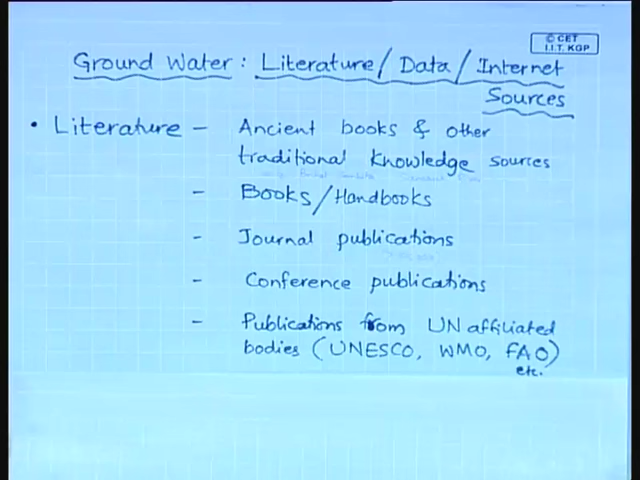 © CET
I.I.T. KGP
Ground Water : Literature / Data / Internet
Sources
• Literature – Ancient books & other
traditional knowledge sources
– Books / Handbooks
– Journal publications
– Conference publications
– Publications from UN affiliated
bodies (UNESCO, WMO, FAO)
etc.